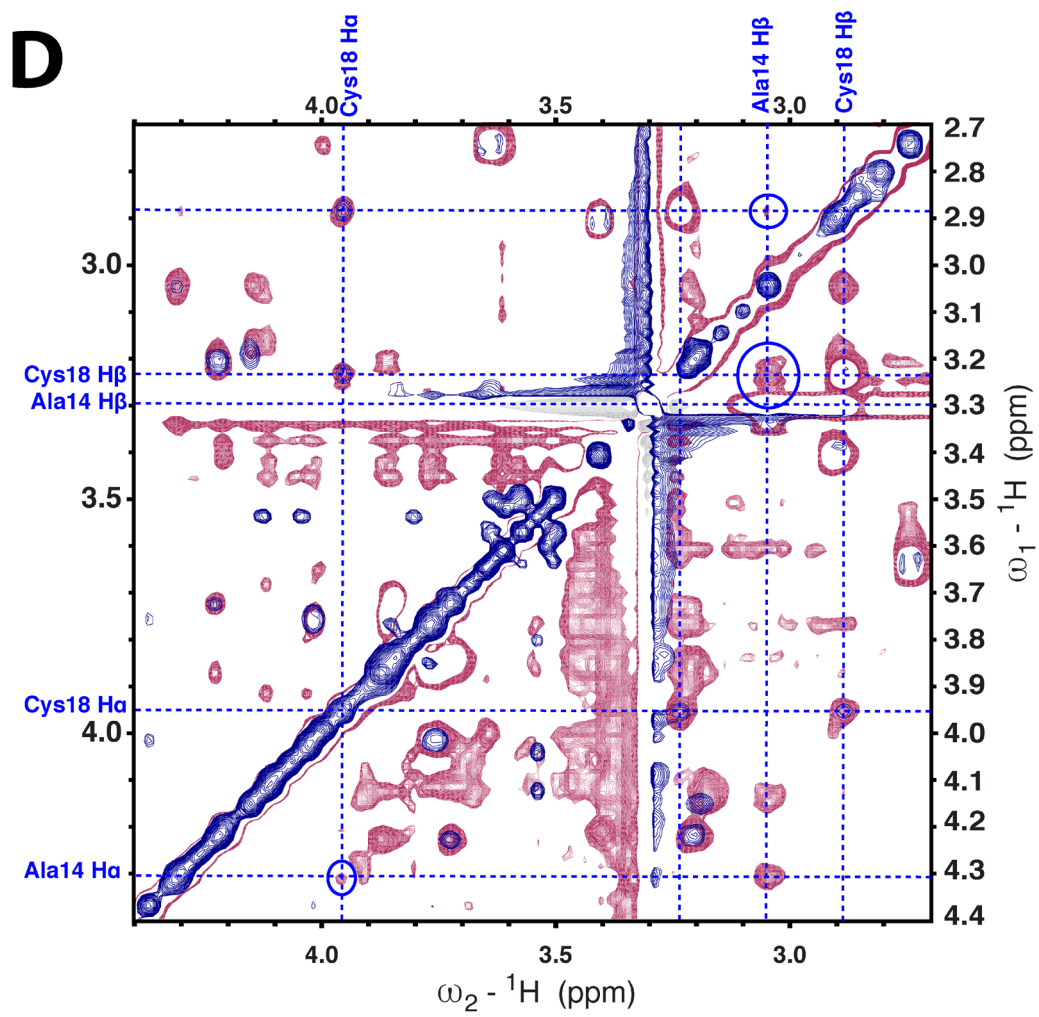 D
Cys18 Hα
Ala14 Hβ
Cys18 Hβ
4.0 3.5 3.0
2.7
2.8
2.9
3.0
3.0
3.1
3.2
Cys18 Hβ
Ala14 Hβ
3.3
3.4
3.5
3.5
3.6
3.7
3.8
3.9
Cys18 Hα
4.0
4.0
4.1
4.2
Ala14 Hα
4.3
4.4
ω1 - 1H (ppm)
4.0 3.5 3.0
ω2 - 1H (ppm)